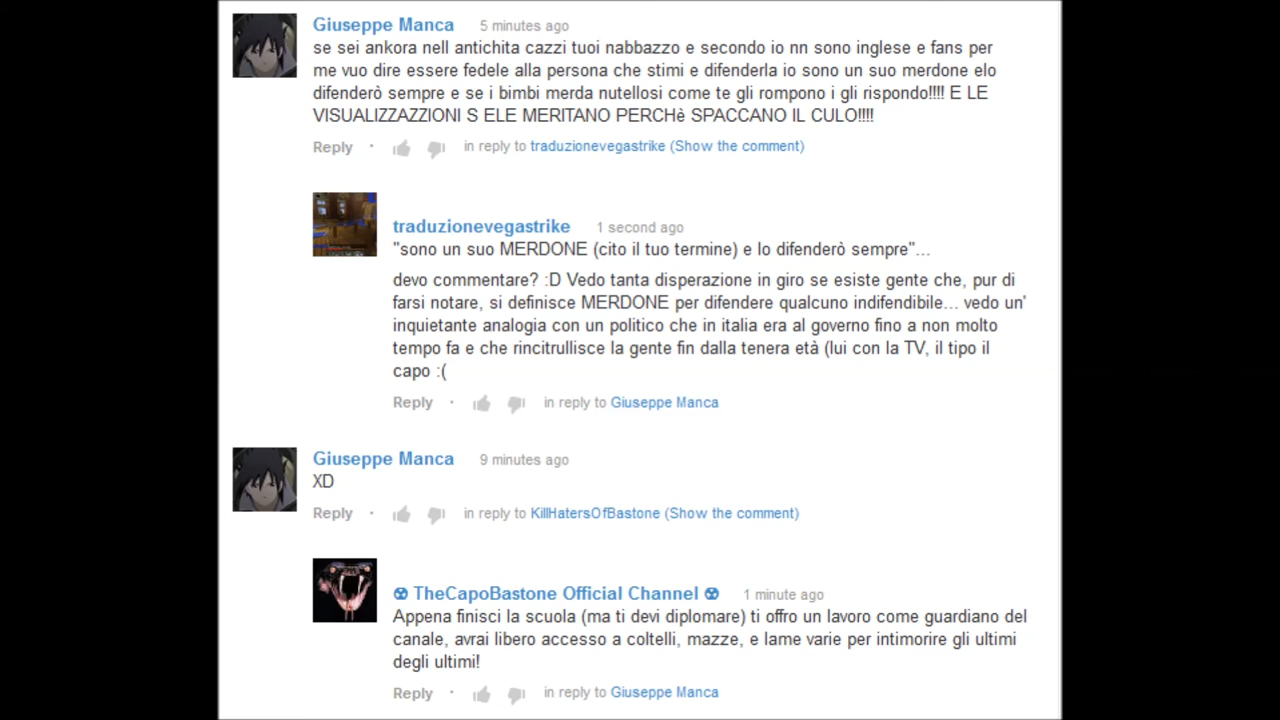 Giuseppe Manca 5 minutes ago
se sei ankora nell antichita cazzi tuoi nabbazzo e secondo io nn sono inglese e fans per
me vuo dire essere fedele alla persona che stimi e difenderla io sono un suo merdone elo
difenderò sempre e se i bimbi merda nutellosi come te gli rompono i gli rispondo!!!! E LE
VISUALIZZAZZIONI S ELE MERITANO PERCHè SPACCANO IL CULO!!!!
Reply · in reply to traduzionevegastrike (Show the comment)
traduzionevegastrike 1 second ago
"sono un suo MERDONE (cito il tuo termine) e lo difenderò sempre"...
devo commentare? :D Vedo tanta disperazione in giro se esiste gente che, pur di
farsi notare, si definisce MERDONE per difendere qualcuno indifendibile... vedo un'
inquietante analogia con un politico che in italia era al governo fino a non molto
tempo fa e che rincitrullisce la gente fin dalla tenera età (lui con la TV, il tipo il
capo :(
Reply · in reply to Giuseppe Manca
Giuseppe Manca 9 minutes ago
XD
Reply · in reply to KillHatersOfBastone (Show the comment)
☢ TheCapoBastone Official Channel ☢ 1 minute ago
Appena finisci la scuola (ma ti devi diplomare) ti offro un lavoro come guardiano del
canale, avrai libero accesso a coltelli, mazze, e lame varie per intimorire gli ultimi
degli ultimi!
Reply · in reply to Giuseppe Manca